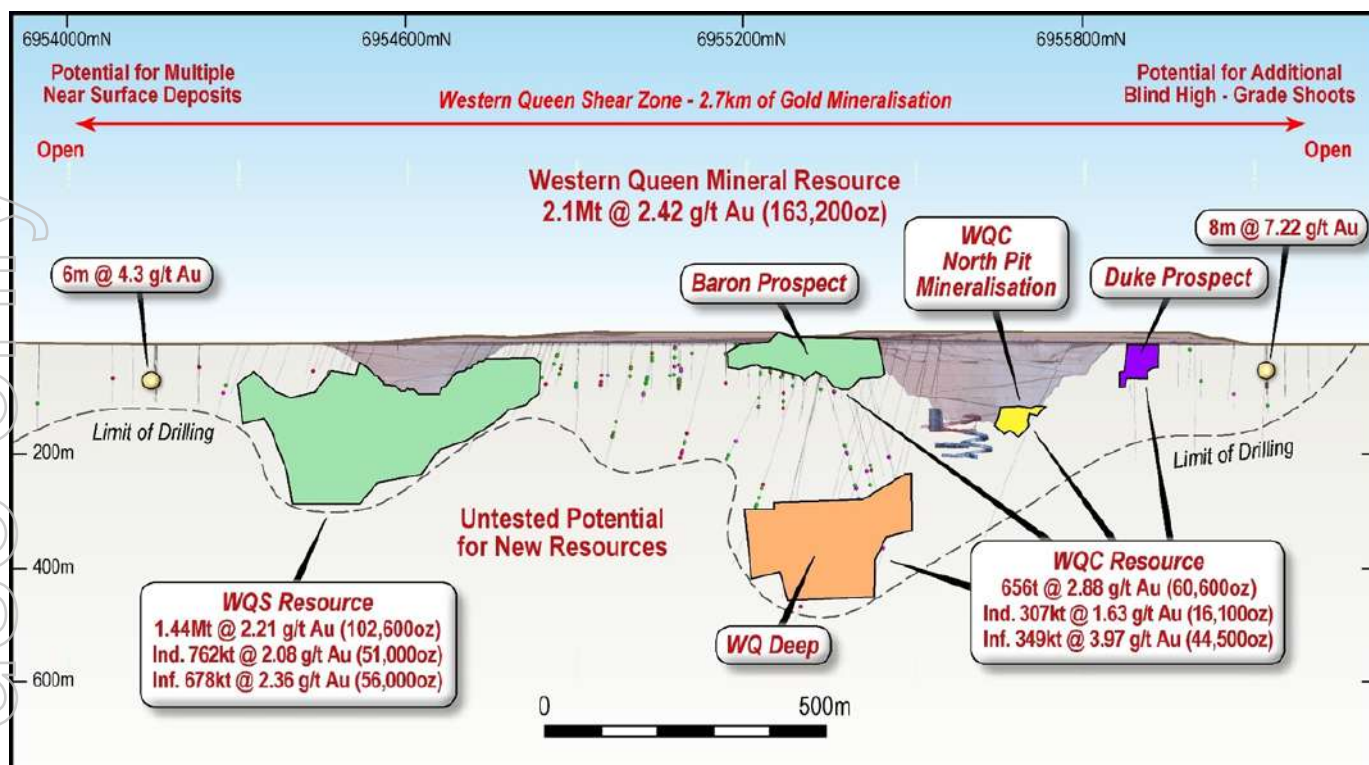 6954000mN
6954600mN
6955200mN
6955800mN
Potential for Multiple
Near Surface Deposits
Western Queen Shear Zone - 2.7km of Gold Mineralisation
Potential for Additional
Blind High - Grade Shoots
Open
Open
Western Queen Mineral Resource
2.1Mt @ 2.42 g/t Au (163,200oz)
6m @ 4.3 g/t Au
Baron Prospect
WQC
North Pit
Mineralisation
Duke Prospect
8m @ 7.22 g/t Au
Limit of Drilling
Limit of Drilling
200m
400m
600m
Untested Potential
for New Resources
WQS Resource
1.44Mt @ 2.21 g/t Au (102,600oz)
Ind. 762kt @ 2.08 g/t Au (51,000oz)
Inf. 678kt @ 2.36 g/t Au (56,000oz)
WQ Deep
WQC Resource
656t @ 2.88 g/t Au (60,600oz)
Ind. 307kt @ 1.63 g/t Au (16,100oz)
Inf. 349kt @ 3.97 g/t Au (44,500oz)
0
500m